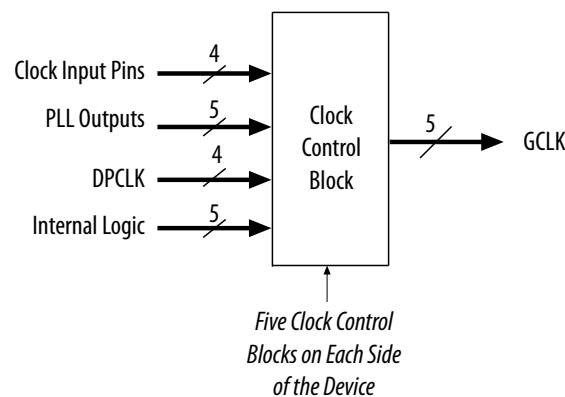 Clock Input Pins
4
PLL Outputs
5
DPCLK
4
Internal Logic
5
Clock
Control
Block
5
GCLK
Five Clock Control
Blocks on Each Side
of the Device